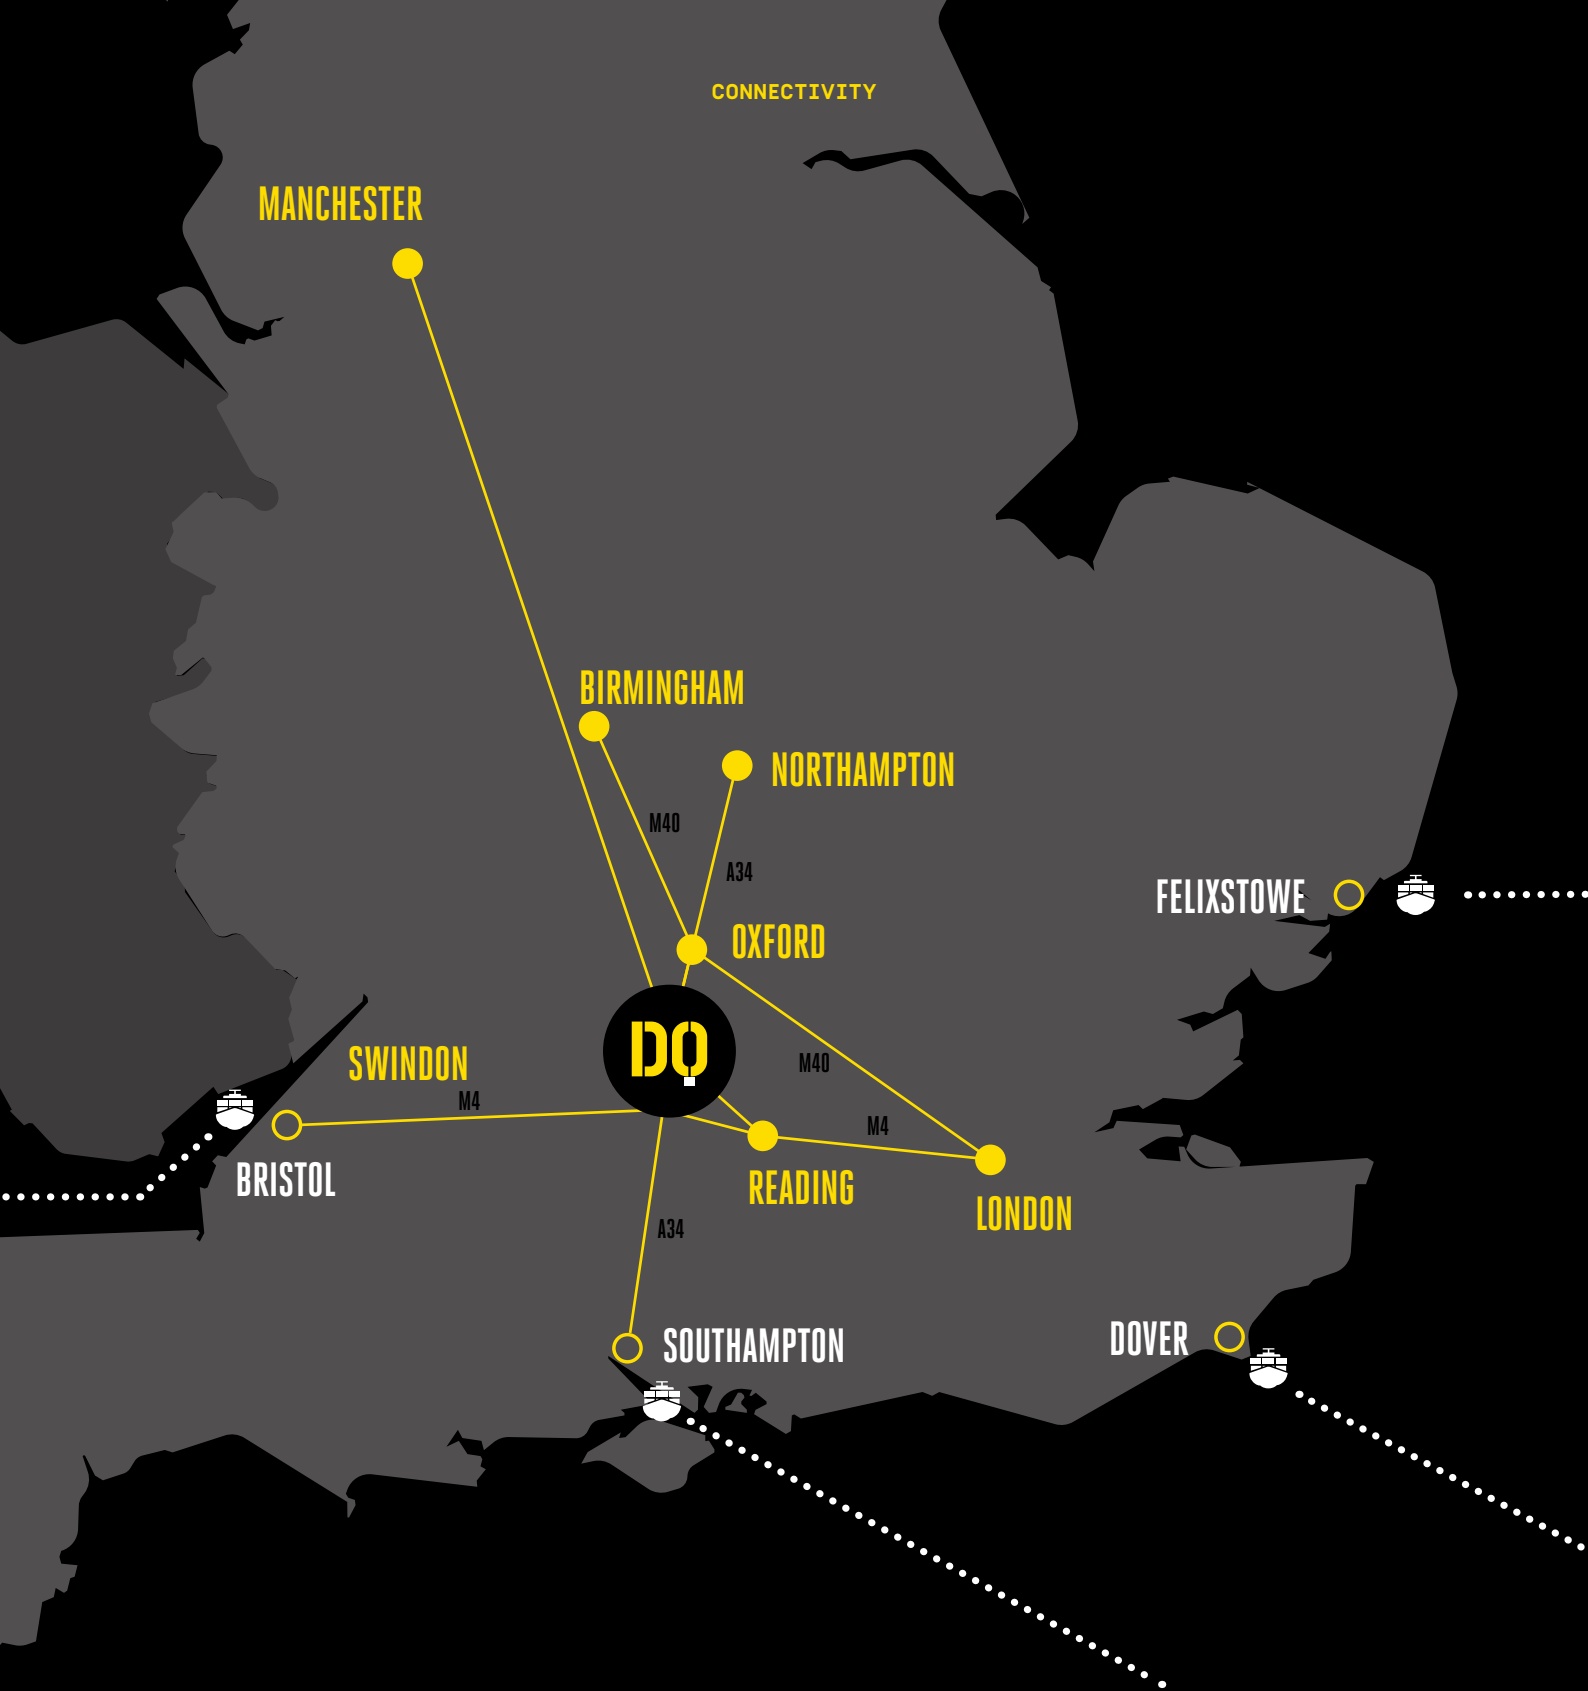 CONNECTIVITY
MANCHESTER
BIRMINGHAM
NORTHAMPTON
M40
A34
FELIXSTOWE
OXFORD
DQ
SWINDON
M40
M4
M4
BRISTOL
READING
LONDON
A34
SOUTHAMPTON
DOVER